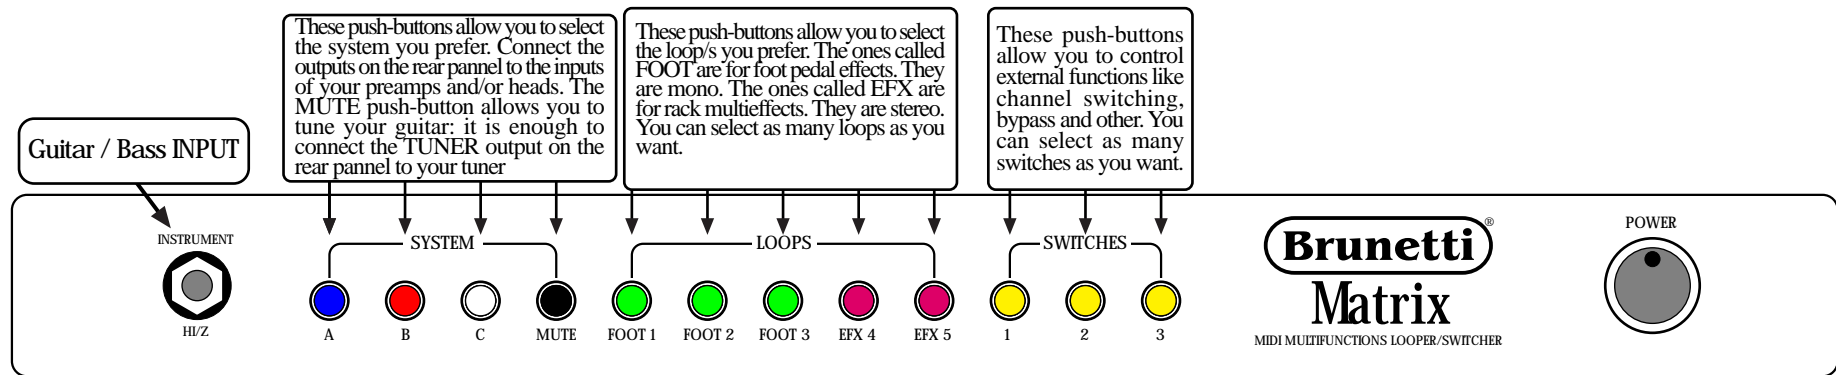 These push-buttons allow you to select
the system you prefer. Connect the
outputs on the rear pannel to the inputs
of your preamps and/or heads. The
MUTE push-button allows you to
tune your guitar: it is enough to
connect the TUNER output on the
rear pannel to your tuner
These push-buttons allow you to select
the loop/s you prefer. The ones called
FOOT are for foot pedal effects. They
are mono. The ones called EFX are
for rack multieffects. They are stereo.
You can select as many loops as you
want.
These push-buttons
allow you to control
external functions like
channel switching,
bypass and other. You
can select as many
switches as you want.
Guitar / Bass INPUT
INSTRUMENT
HI/Z
SYSTEM
A B C MUTE
LOOPS
FOOT 1 FOOT 2 FOOT 3 EFX 4 EFX 5
SWITCHES
1 2 3
Brunetti®
Matrix
MIDI MULTIFUNCTIONS LOOPER/SWITCHER
POWER